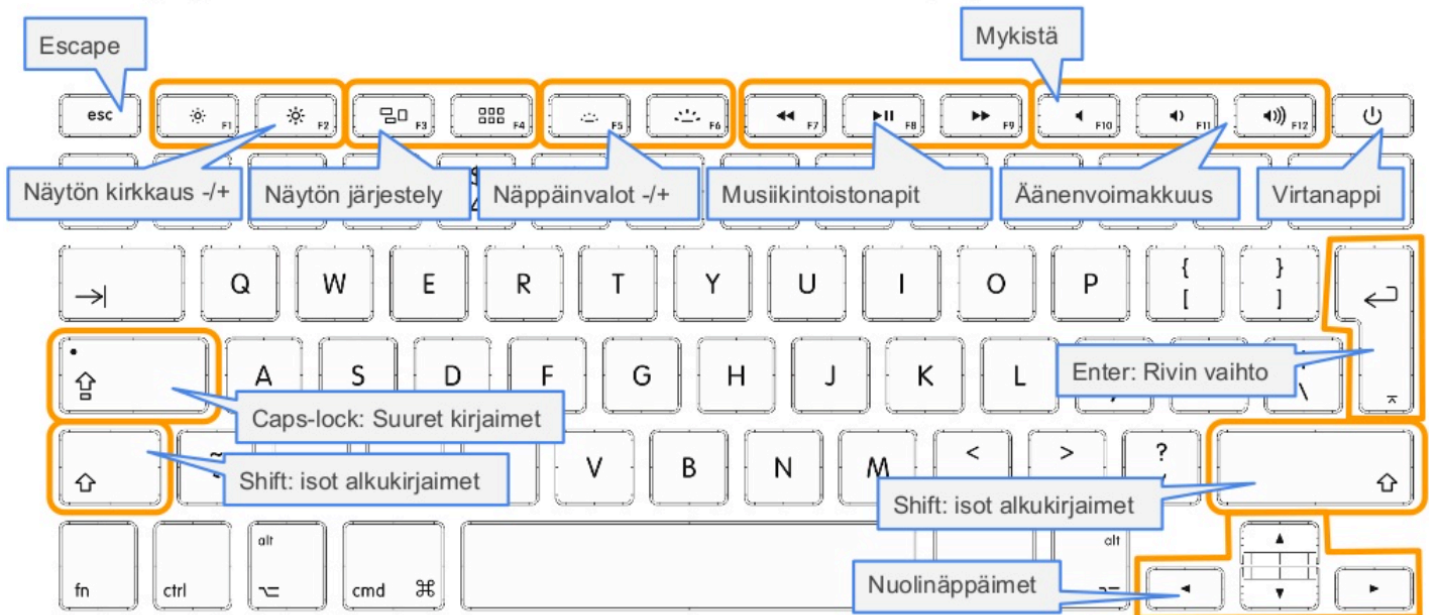 Escape
Mykistä
esc
F1
F2
F3
F4
F5
F6
F7
F8
F9
F10
F11
F12
Näytön kirkkaus -/+
Näytön järjestely
Näppäinvalot -/+
Musiikintoistonapit
Äänenvoimakkuus
Virtanappi
Q W E R T Y U I O P { [ } ]
A S D F G H J K L \
Enter: Rivin vaihto
Caps-lock: Suuret kirjaimet
~ V B N M < > ?
Shift: isot alkukirjaimet
Shift: isot alkukirjaimet
fn ctrl alt cmd ⌘ alt
Nuolinäppäimet